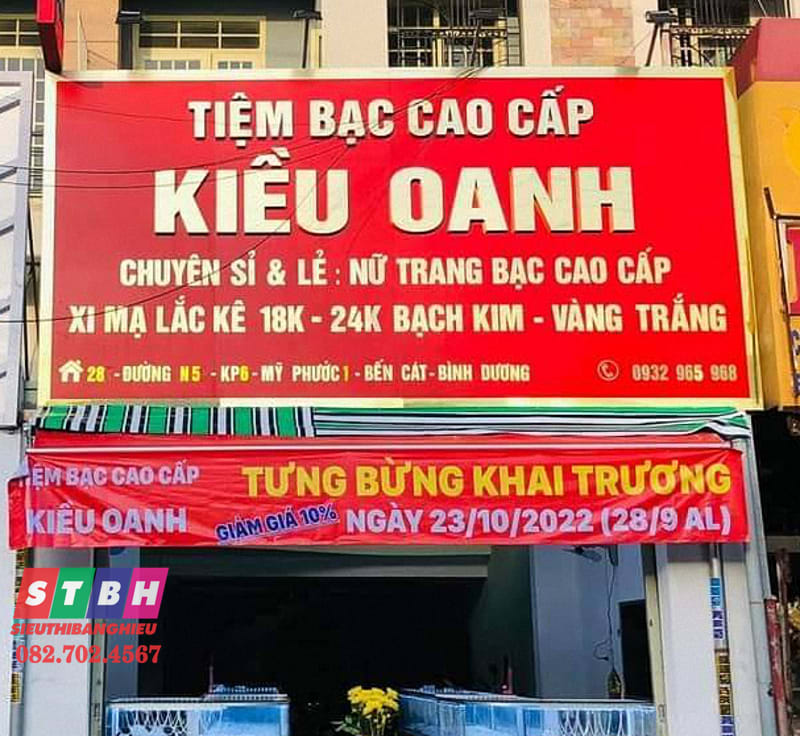 TIỆM BẠC CAO CẤP
KIỀU OANH
CHUYÊN SỈ & LẺ : NỮ TRANG BẠC CAO CẤP
XI MẠ LẮC KÊ 18K - 24K BẠCH KIM - VÀNG TRẮNG
28 -ĐƯỜNG N5 - KP6-MỸ PHƯỚC1- BẾN CÁT-BÌNH DƯƠNG 0932 965 968
TIỆM BẠC CAO CẤP TƯNG BỪNG KHAI TRƯƠNG
KIỀU OANH GIẢM GIÁ 10% NGÀY 23/10/2022 (28/9 AL)
STBH
SIEUTHIBANGHIEU
082.702.4567